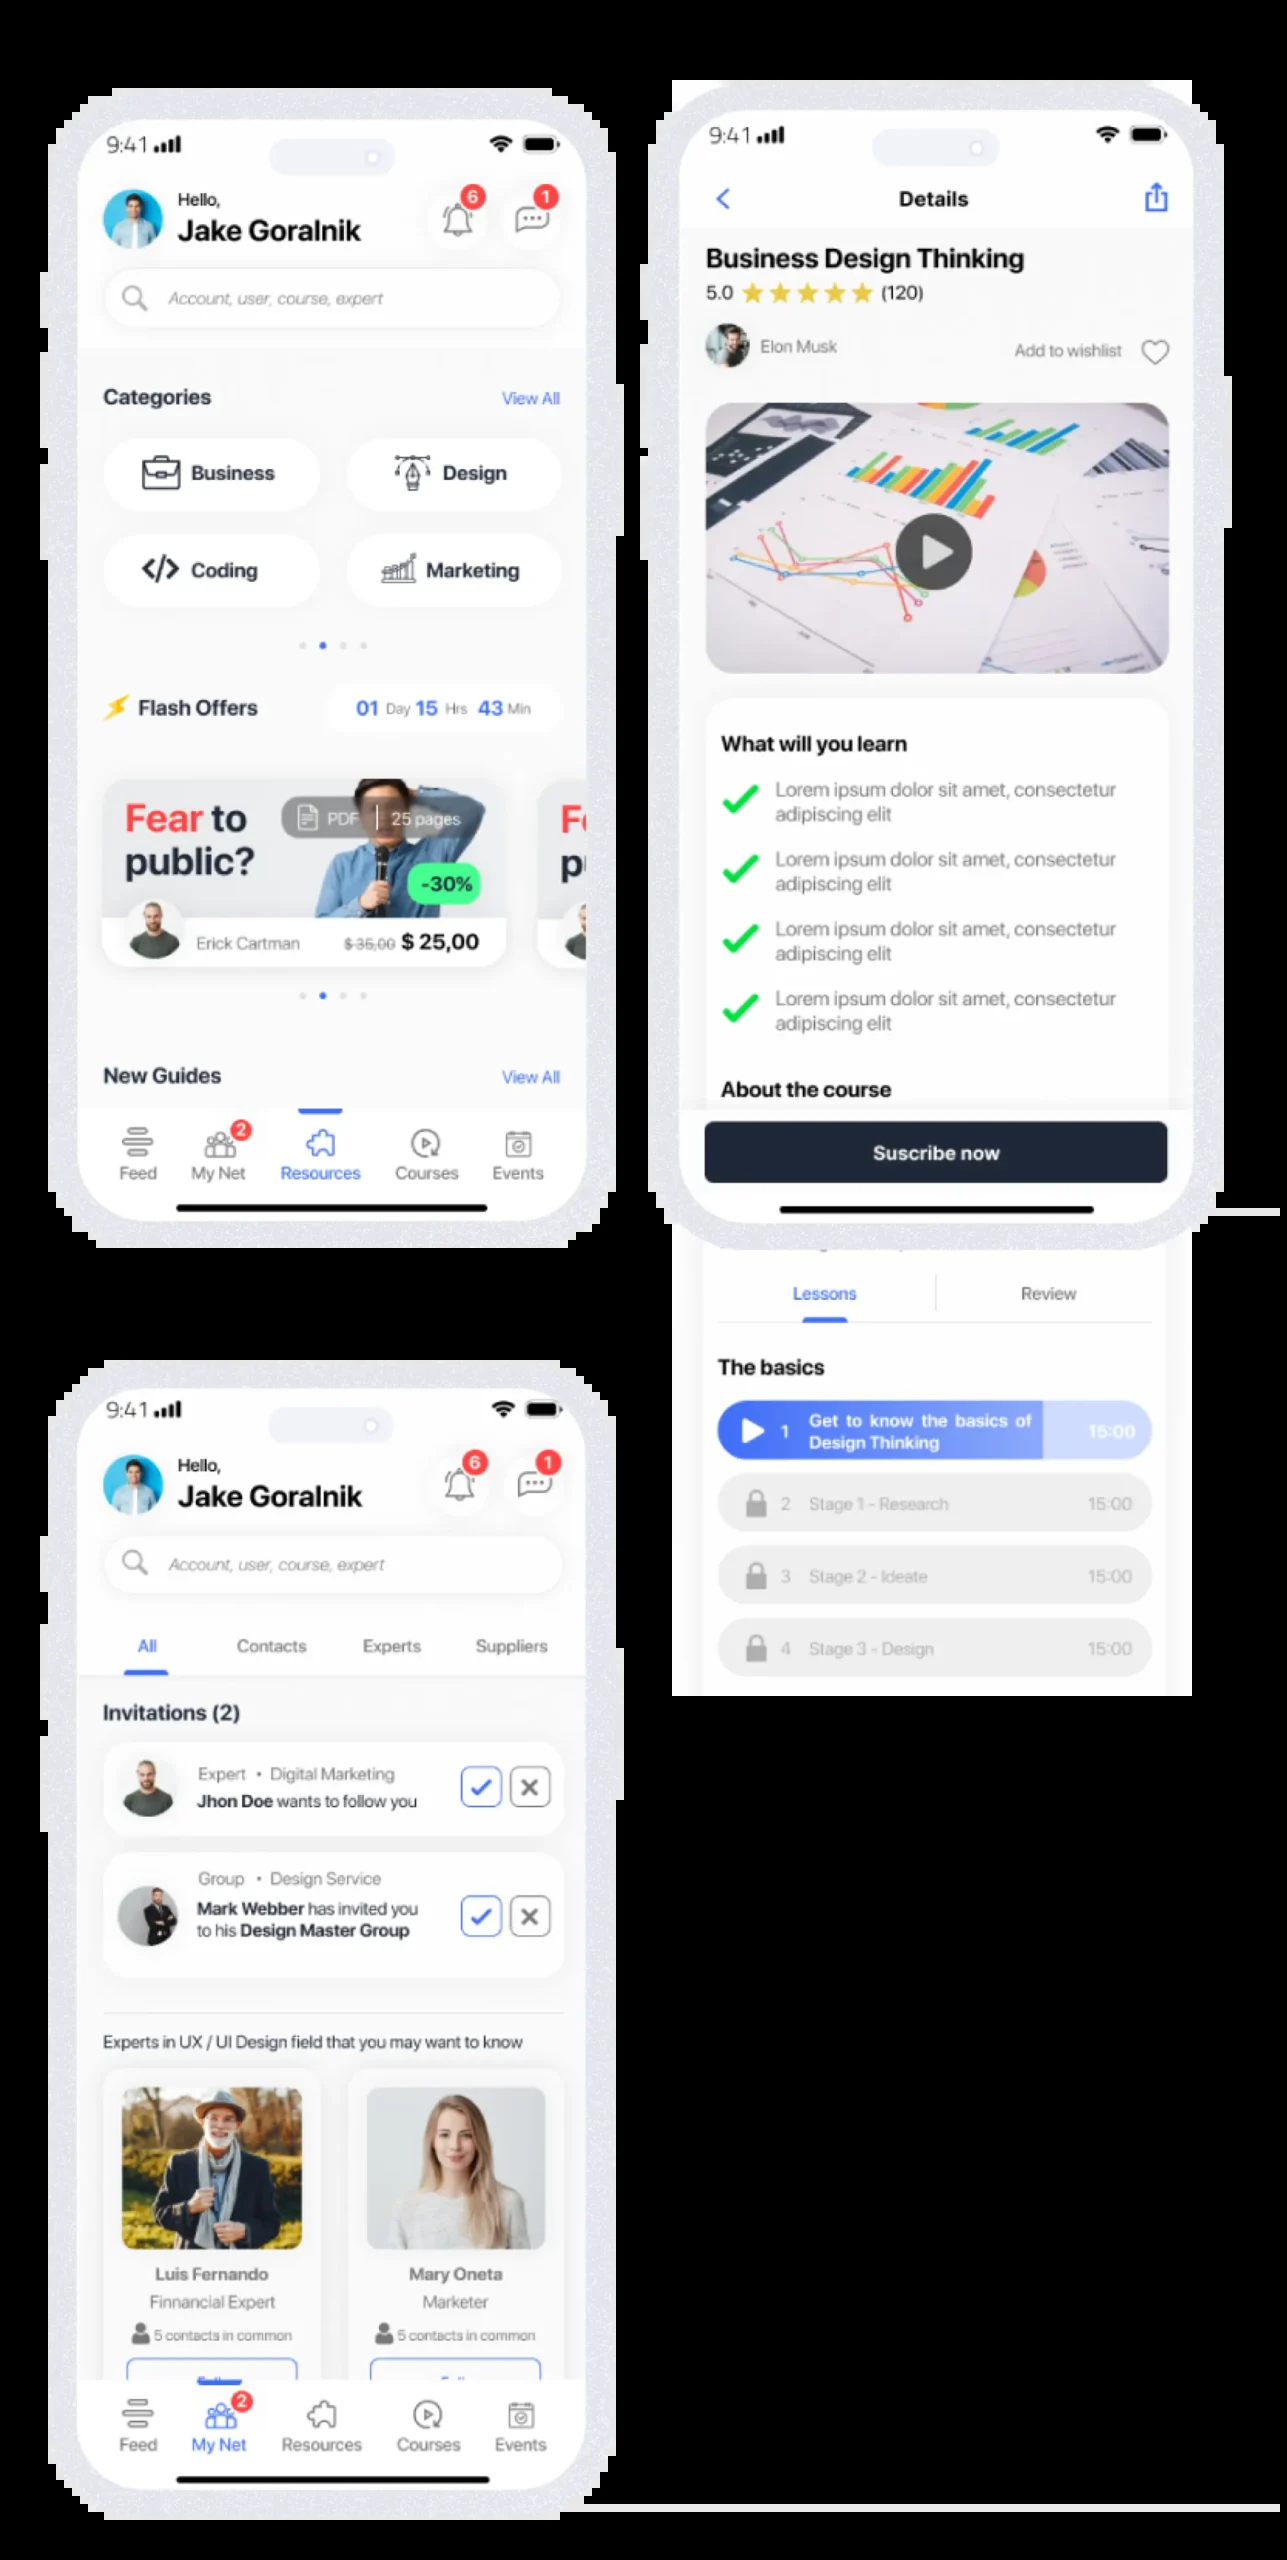 9:41
Hello,
Jake Goralnik
6
1
Account, user, course, expert
Categories
View All
Business
Design
Coding
Marketing
Flash Offers
01 Day 15 Hrs 43 Min
Fear to
public?
PDF | 25 pages
-30%
Erick Cartman
$ 35,00 $ 25,00
New Guides
View All
2
Feed
My Net
Resources
Courses
Events
9:41
Details
Business Design Thinking
5.0
(120)
Elon Musk
Add to wishlist
What will you learn
Lorem ipsum dolor sit amet, consectetur
adipiscing elit
Lorem ipsum dolor sit amet, consectetur
adipiscing elit
Lorem ipsum dolor sit amet, consectetur
adipiscing elit
Lorem ipsum dolor sit amet, consectetur
adipiscing elit
About the course
Suscribe now
Lessons
Review
The basics
1 Get to know the basics of
Design Thinking
15:00
2 Stage 1 - Research 15:00
3 Stage 2 - Ideate 15:00
4 Stage 3 - Design 15:00
9:41
Hello,
Jake Goralnik
6
1
Account, user, course, expert
All
Contacts
Experts
Suppliers
Invitations (2)
Expert • Digital Marketing
Jhon Doe wants to follow you
Group • Design Service
Mark Webber has invited you
to his Design Master Group
Experts in UX / UI Design field that you may want to know
Luis Fernando
Finnancial Expert
5 contacts in common
Mary Oneta
Marketer
5 contacts in common
2
Feed
My Net
Resources
Courses
Events